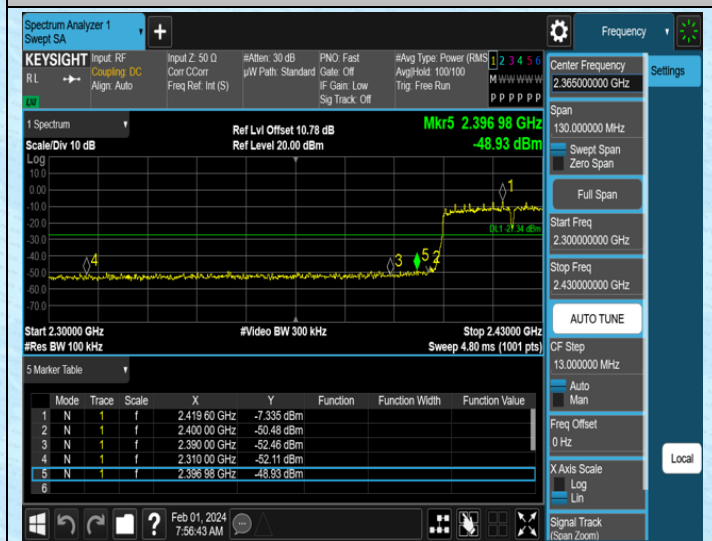 Spectrum Analyzer 1
Swept SA
+
Frequency
KEYSIGHT Input: RF
RL
Coupling: DC
Align: Auto
LXI
Input Z: 50 Ω
Corr CCorr
Freq Ref: Int (S)
#Atten: 30 dB
µW Path: Standard
PNO: Fast
Gate: Off
IF Gain: Low
Sig Track: Off
#Avg Type: Power (RMS
Avg|Hold: 100/100
Trig: Free Run
1 2 3 4 5 6
M W W W W W
P P P P P P
1 Spectrum
Scale/Div 10 dB
Ref Lvl Offset 10.78 dB
Ref Level 20.00 dBm
Mkr5 2.396 98 GHz
-48.93 dBm
Log
10.0
0.00
-10.0
-20.0
-30.0
-40.0
-50.0
-60.0
-70.0
1
DL1 -27.34 dBm
4
3
5
2
Start 2.30000 GHz
#Res BW 100 kHz
#Video BW 300 kHz
Stop 2.43000 GHz
Sweep 4.80 ms (1001 pts)
5 Marker Table
Mode Trace Scale X Y Function Function Width Function Value
1 N 1 f 2.419 60 GHz -7.335 dBm
2 N 1 f 2.400 00 GHz -50.48 dBm
3 N 1 f 2.390 00 GHz -52.46 dBm
4 N 1 f 2.310 00 GHz -52.11 dBm
5 N 1 f 2.396 98 GHz -48.93 dBm
6
?
Feb 01, 2024
7:56:43 AM
Center Frequency
2.365000000 GHz
Settings
Span
130.000000 MHz
Swept Span
Zero Span
Full Span
Start Freq
2.300000000 GHz
Stop Freq
2.430000000 GHz
AUTO TUNE
CF Step
13.000000 MHz
Auto
Man
Freq Offset
0 Hz
X Axis Scale
Log
Lin
Local
Signal Track
(Span Zoom)